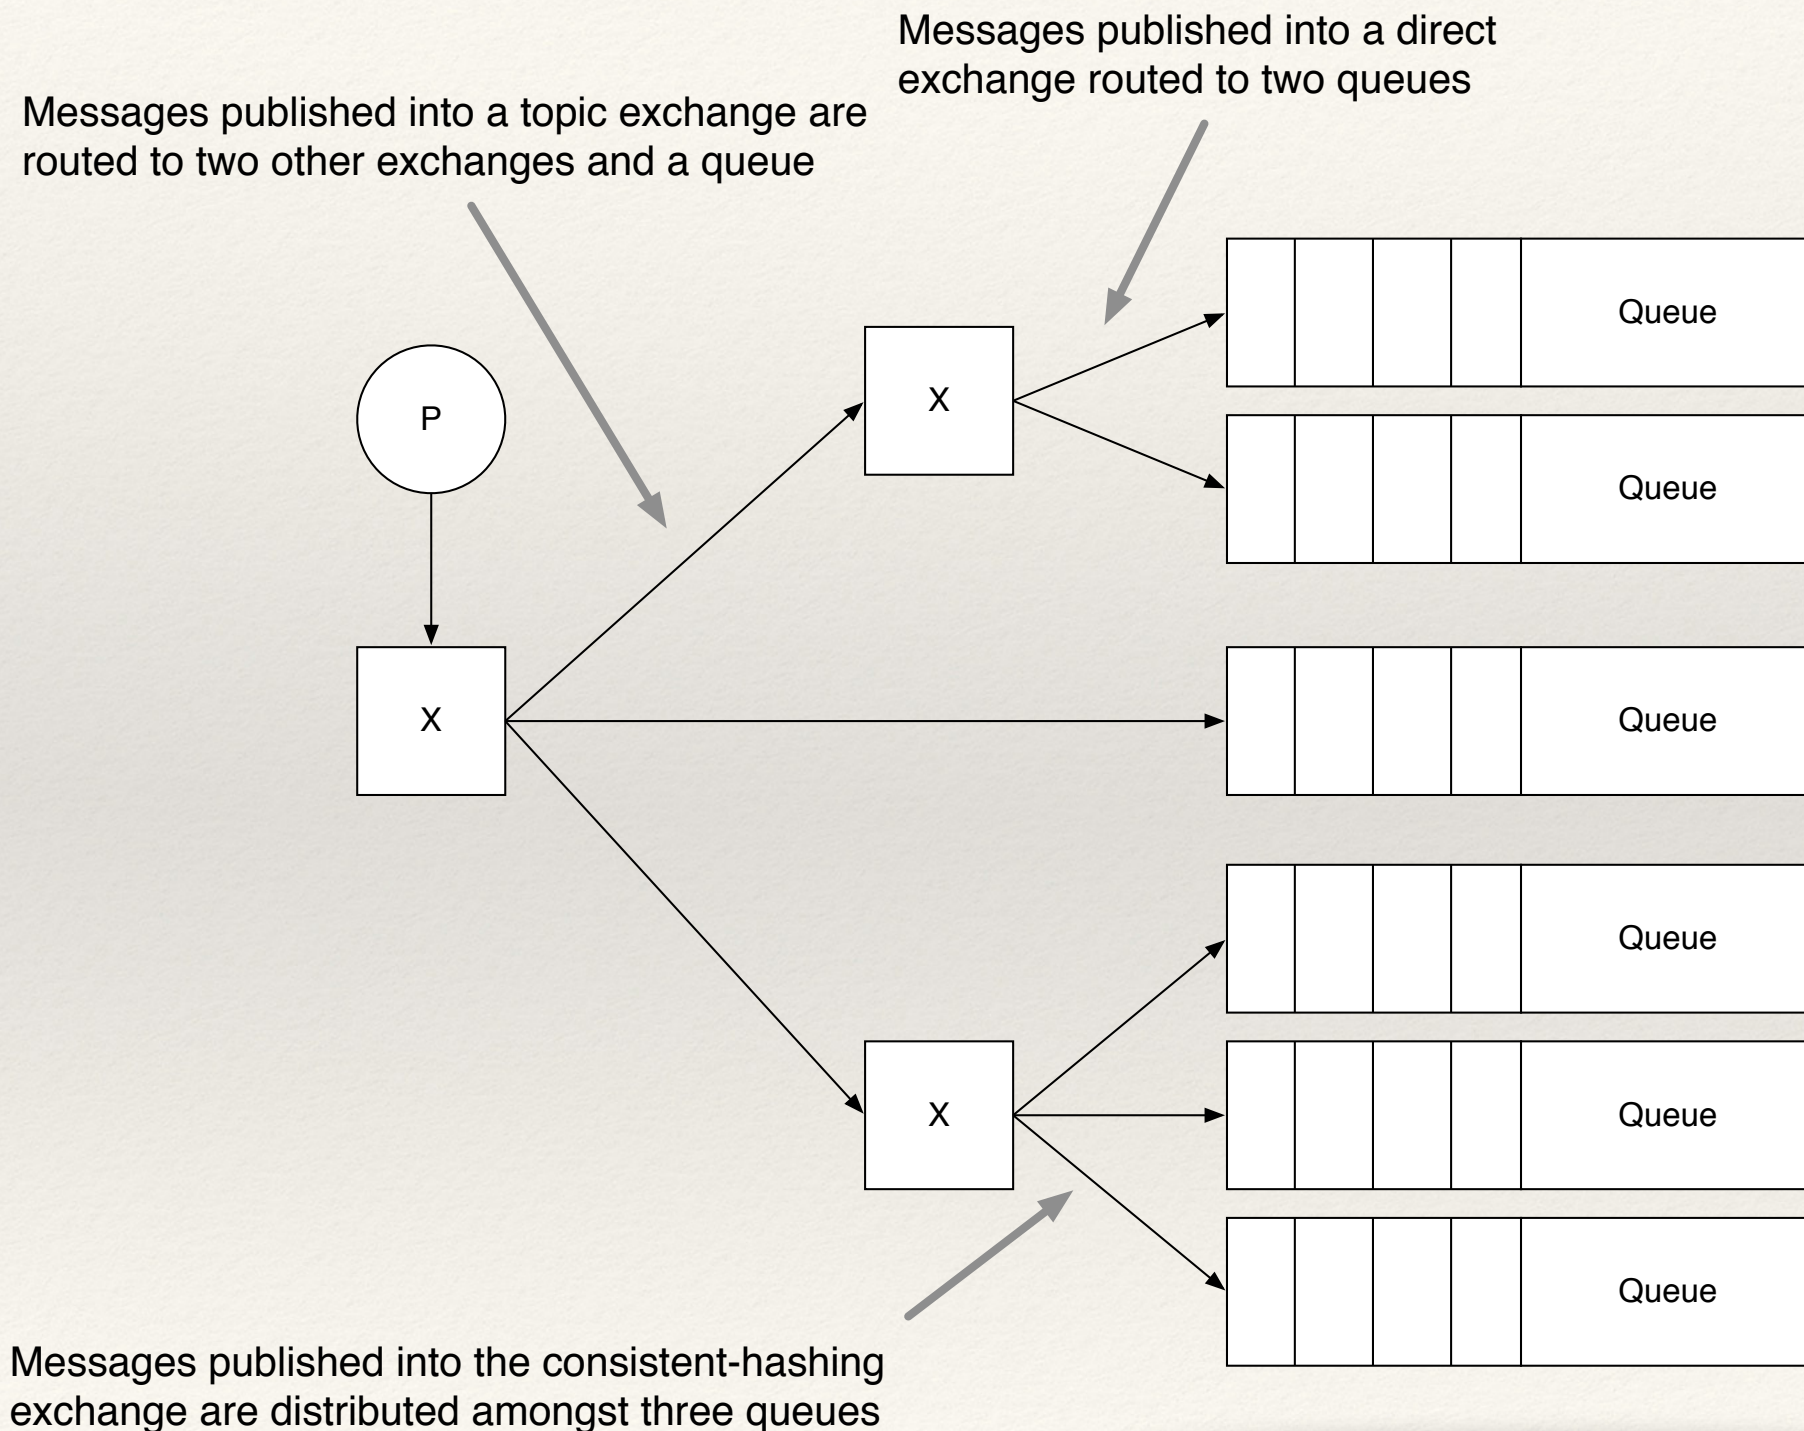 Messages published into a direct
exchange routed to two queues
Messages published into a topic exchange are
routed to two other exchanges and a queue
Queue
X
P
Queue
X
Queue
Queue
X
Queue
Queue
Messages published into the consistent-hashing
exchange are distributed amongst three queues